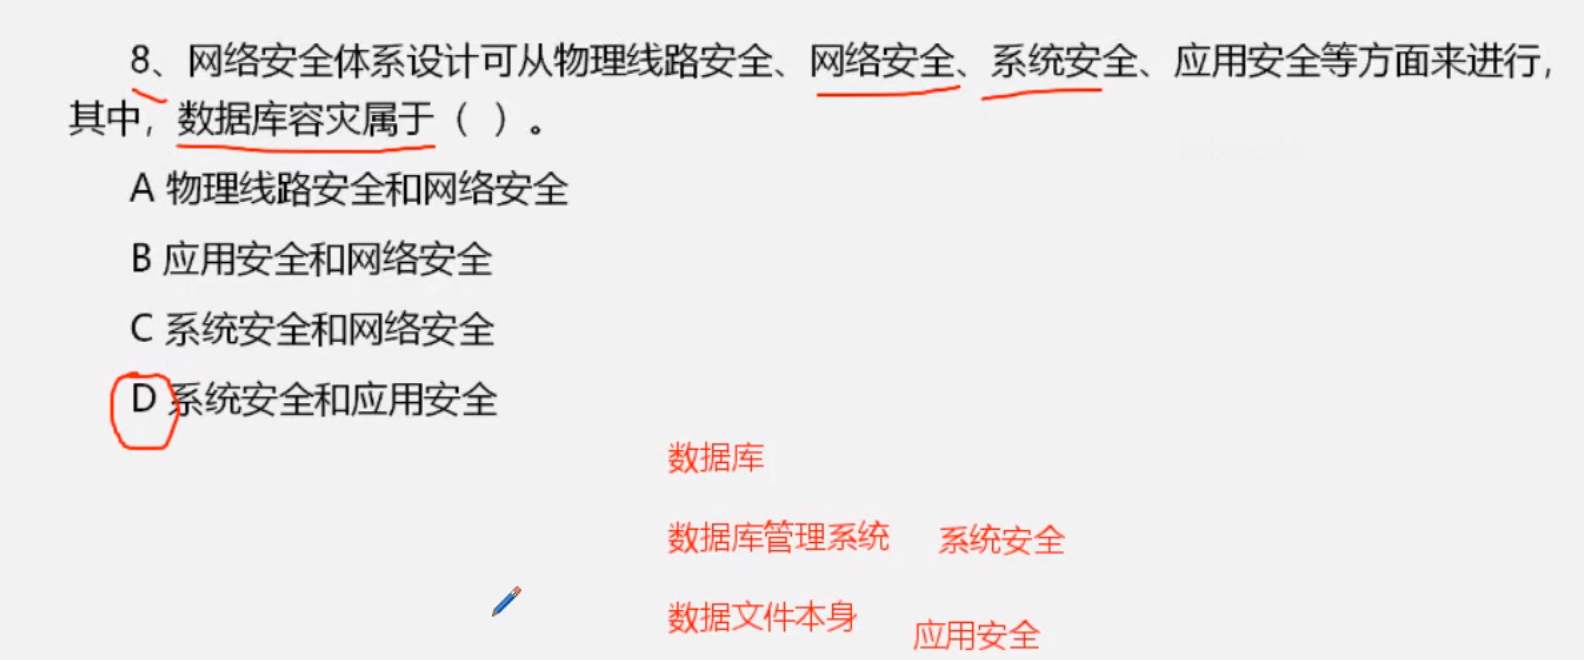 8、网络安全体系设计可从物理线路安全、网络安全、系统安全、应用安全等方面来进行，
其中，数据库容灾属于（ ）。
A 物理线路安全和网络安全
B 应用安全和网络安全
C 系统安全和网络安全
D 系统安全和应用安全
数据库
数据库管理系统 系统安全
数据文件本身 应用安全